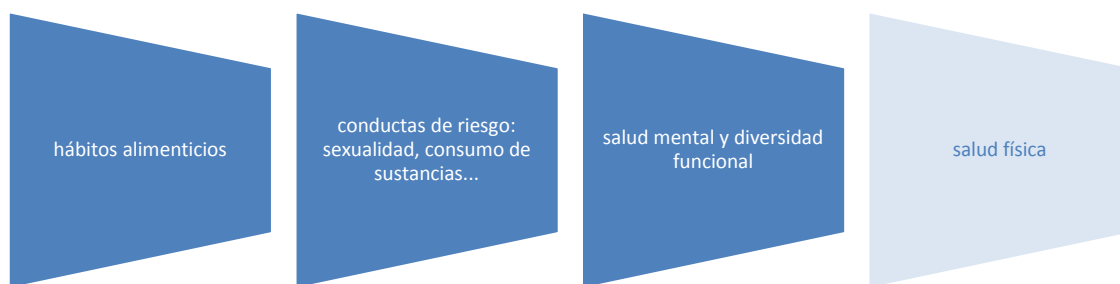 hábitos alimenticios
conductas de riesgo:
sexualidad, consumo de
sustancias...
salud mental y diversidad
funcional
salud física